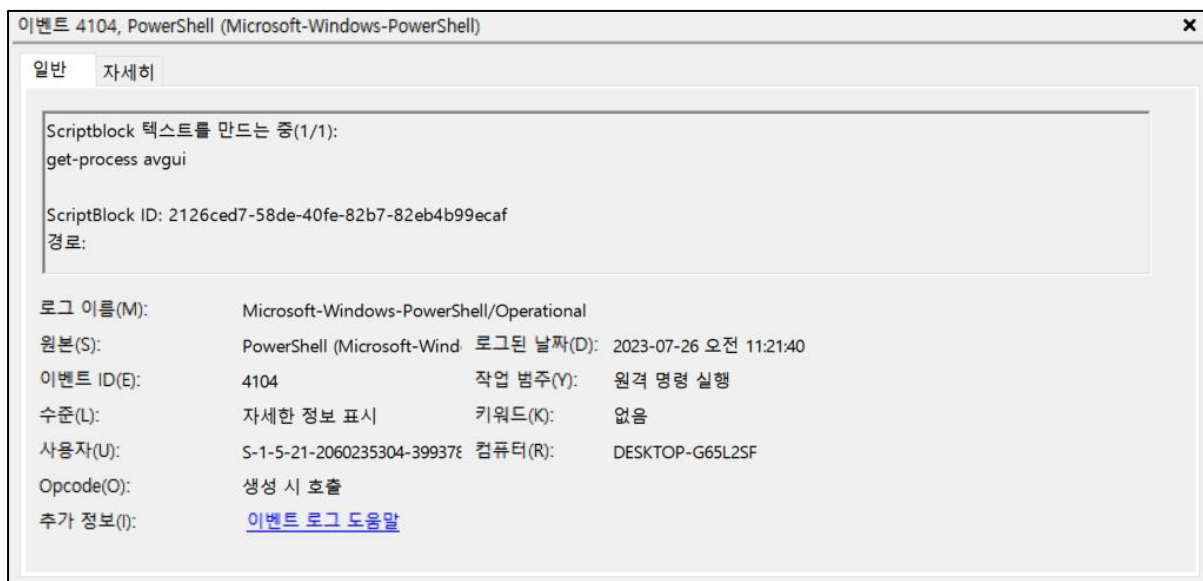 이벤트 4104, PowerShell (Microsoft-Windows-PowerShell)
일반 자세히
Scriptblock 텍스트를 만드는 중(1/1):
get-process avgui
ScriptBlock ID: 2126ced7-58de-40fe-82b7-82eb4b99ecaf
경로:
로그 이름(M): Microsoft-Windows-PowerShell/Operational
원본(S): PowerShell (Microsoft-Wind 로그된 날짜(D): 2023-07-26 오전 11:21:40
이벤트 ID(E): 4104 작업 범주(Y): 원격 명령 실행
수준(L): 자세한 정보 표시 키워드(K): 없음
사용자(U): S-1-5-21-2060235304-39937 컴퓨터(R): DESKTOP-G65L2SF
Opcode(O): 생성 시 호출
추가 정보(I): 이벤트 로그 도움말